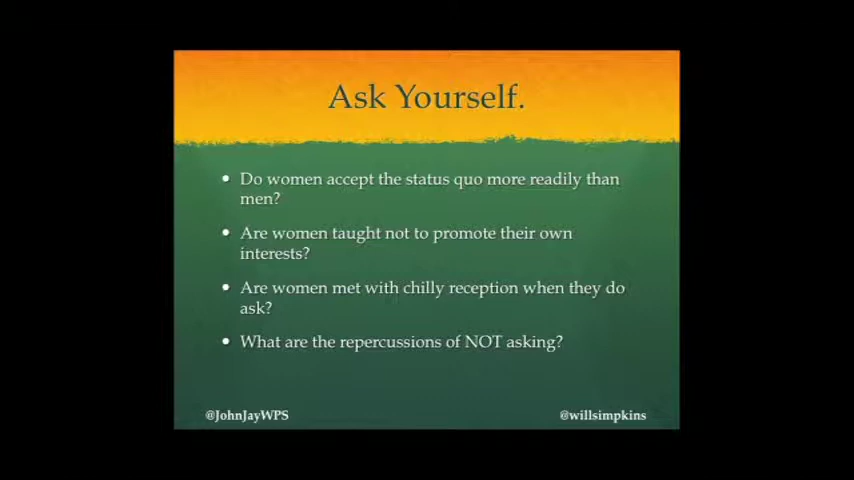 Ask Yourself.
• Do women accept the status quo more readily than
men?
• Are women taught not to promote their own
interests?
• Are women met with chilly reception when they do
ask?
• What are the repercussions of NOT asking?
@JohnJayWPS
@willsimpkins